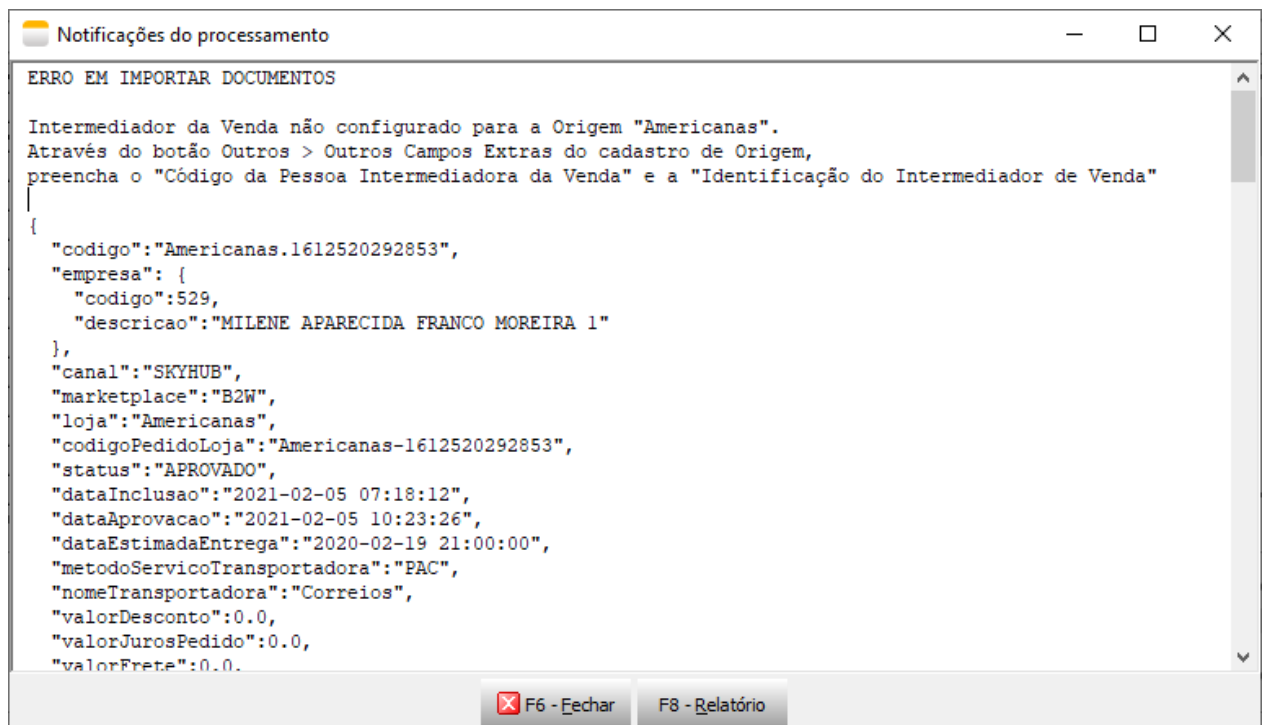 Notificações do processamento
ERRO EM IMPORTAR DOCUMENTOS
Intermediador da Venda não configurado para a Origem "Americanas".
Através do botão Outros > Outros Campos Extras do cadastro de Origem,
preencha o "Código da Pessoa Intermediadora da Venda" e a "Identificação do Intermediador de Venda"
{
"codigo":"Americanas.1612520292853",
"empresa": {
"codigo":529,
"descricao":"MILENE APARECIDA FRANCO MOREIRA 1"
},
"canal":"SKYHUB",
"marketplace":"B2W",
"loja":"Americanas",
"codigoPedidoLoja":"Americanas-1612520292853",
"status":"APROVADO",
"dataInclusao":"2021-02-05 07:18:12",
"dataAprovacao":"2021-02-05 10:23:26",
"dataEstimadaEntrega":"2020-02-19 21:00:00",
"metodoServicoTransportadora":"PAC",
"nomeTransportadora":"Correios",
"valorDesconto":0.0,
"valorJurosPedido":0.0,
"valorFrete":0.0,
F6 - Fechar
F8 - Relatório